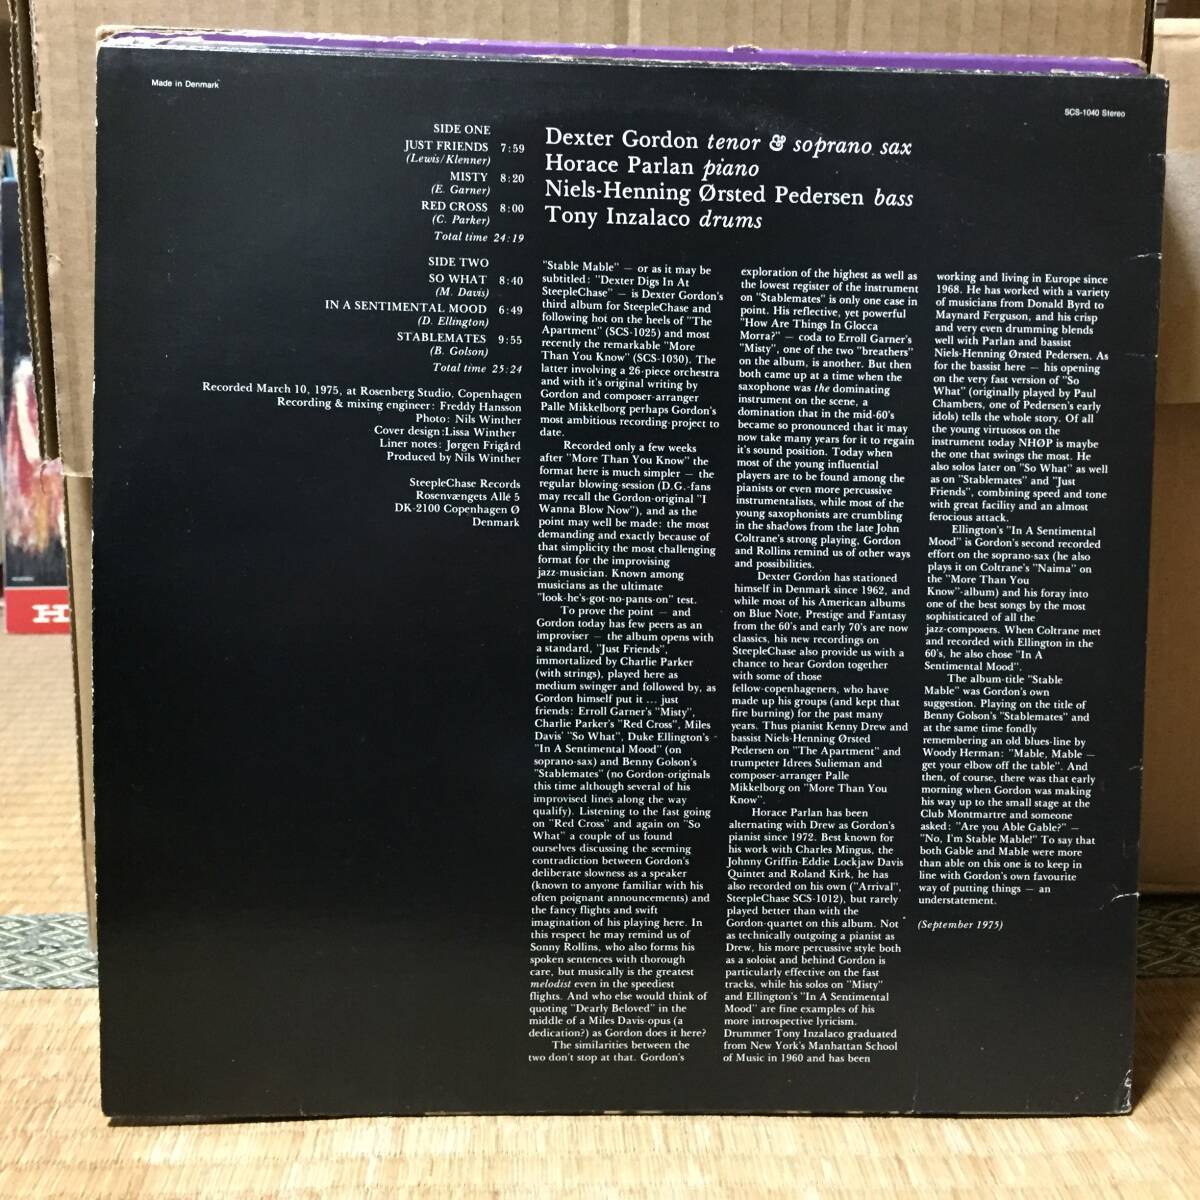 Made in Denmark
SCS-1040 Stereo
SIDE ONE
JUST FRIENDS 7:59
(Lewis/Klenner)
MISTY 8:20
(E. Garner)
RED CROSS 8:00
(C. Parker)
Total time 24:19
SIDE TWO
SO WHAT 8:40
(M. Davis)
IN A SENTIMENTAL MOOD 6:49
(D. Ellington)
STABLEMATES 9:55
(B. Golson)
Total time 25:24
Recorded March 10, 1975, at Rosenberg Studio, Copenhagen
Recording & mixing engineer: Freddy Hansson
Photo: Nils Winther
Cover design: Lissa Winther
Liner notes: Jørgen Frigård
Produced by Nils Winther
SteepleChase Records
Rosenvængets Allé 5
DK-2100 Copenhagen Ø
Denmark
Dexter Gordon tenor & soprano sax
Horace Parlan piano
Niels-Henning Ørsted Pedersen bass
Tony Inzalaco drums
"Stable Mable" — or as it may be
subtitled: "Dexter Digs In At
SteepleChase" — is Dexter Gordon's
third album for SteepleChase and
following hot on the heels of "The
Apartment" (SCS-1025) and most
recently the remarkable "More
Than You Know" (SCS-1030). The
latter involving a 26-piece orchestra
and with it's original writing by
Gordon and composer-arranger
Palle Mikkelborg perhaps Gordon's
most ambitious recording-project to
date.
Recorded only a few weeks
after "More Than You Know" the
format here is much simpler — the
regular blowing-session (D.G.-fans
may recall the Gordon-original "I
Wanna Blow Now"), and as the
point may well be made: the most
demanding and exactly because of
that simplicity the most challenging
format for the improvising
jazz-musician. Known among
musicians as the ultimate
"look-he's-got-no-pants-on" test.
To prove the point — and
Gordon today has few peers as an
improviser — the album opens with
a standard, "Just Friends",
immortalized by Charlie Parker
(with strings), played here as
medium swinger and followed by, as
Gordon himself put it ... just
friends: Erroll Garner's "Misty",
Charlie Parker's "Red Cross", Miles
Davis' "So What", Duke Ellington's
"In A Sentimental Mood" (on
soprano-sax) and Benny Golson's
"Stablemates" (no Gordon-originals
this time although several of his
improvised lines along the way
qualify). Listening to the fast going
on "Red Cross" and again on "So
What" a couple of us found
ourselves discussing the seeming
contradiction between Gordon's
deliberate slowness as a speaker
(known to anyone familiar with his
often poignant announcements) and
the fancy flights and swift
imagination of his playing here. In
this respect he may remind us of
Sonny Rollins, who also forms his
spoken sentences with thorough
care, but musically is the greatest
melodist even in the speediest
flights. And who else would think of
quoting "Dearly Beloved" in the
middle of a Miles Davis-opus (a
dedication?) as Gordon does it here?
The similarities between the
two don't stop at that. Gordon's
exploration of the highest as well as
the lowest register of the instrument
on "Stablemates" is only one case in
point. His reflective, yet powerful
"How Are Things In Glocca
Morra?" — coda to Erroll Garner's
"Misty", one of the two "breathers"
on the album, is another. But then
both came up at a time when the
saxophone was the dominating
instrument on the scene, a
domination that in the mid-60's
became so pronounced that it may
now take many years for it to regain
it's sound position. Today when
most of the young influential
players are to be found among the
pianists or even more percussive
instrumentalists, while most of the
young saxophonists are crumbling
in the shadows from the late John
Coltrane's strong playing, Gordon
and Rollins remind us of other ways
and possibilities.
Dexter Gordon has stationed
himself in Denmark since 1962, and
while most of his American albums
on Blue Note, Prestige and Fantasy
from the 60's and early 70's are now
classics, his new recordings on
SteepleChase also provide us with a
chance to hear Gordon together
with some of those
fellow-copenhageners, who have
made up his groups (and kept that
fire burning) for the past many
years. Thus pianist Kenny Drew and
bassist Niels-Henning Ørsted
Pedersen on "The Apartment" and
trumpeter Idrees Sulieman and
composer-arranger Palle
Mikkelborg on "More Than You
Know".
Horace Parlan has been
alternating with Drew as Gordon's
pianist since 1972. Best known for
his work with Charles Mingus, the
Johnny Griffin-Eddie Lockjaw Davis
Quintet and Roland Kirk, he has
also recorded on his own ("Arrival",
SteepleChase SCS-1012), but rarely
played better than with the
Gordon-quartet on this album. Not
as technically outgoing a pianist as
Drew, his more percussive style both
as a soloist and behind Gordon is
particularly effective on the fast
tracks, while his solos on "Misty"
and Ellington's "In A Sentimental
Mood" are fine examples of his
more introspective lyricism.
Drummer Tony Inzalaco graduated
from New York's Manhattan School
of Music in 1960 and has been
working and living in Europe since
1968. He has worked with a variety
of musicians from Donald Byrd to
Maynard Ferguson, and his crisp
and very even drumming blends
well with Parlan and bassist
Niels-Henning Ørsted Pedersen. As
for the bassist here — his opening
on the very fast version of "So
What" (originally played by Paul
Chambers, one of Pedersen's early
idols) tells the whole story. Of all
the young virtuosos on the
instrument today NHØP is maybe
the one that swings the most. He
also solos later on "So What" as well
as on "Stablemates" and "Just
Friends", combining speed and tone
with great facility and an almost
ferocious attack.
Ellington's "In A Sentimental
Mood" is Gordon's second recorded
effort on the soprano-sax (he also
plays it on Coltrane's "Naima" on
the "More Than You
Know"-album) and his foray into
one of the best songs by the most
sophisticated of all the
jazz-composers. When Coltrane met
and recorded with Ellington in the
60's, he also chose "In A
Sentimental Mood".
The album-title "Stable
Mable" was Gordon's own
suggestion. Playing on the title of
Benny Golson's "Stablemates" and
at the same time fondly
remembering an old blues-line by
Woody Herman: "Mable, Mable —
get your elbow off the table". And
then, of course, there was that early
morning when Gordon was making
his way up to the small stage at the
Club Montmartre and someone
asked: "Are you Able Gable?" —
"No, I'm Stable Mable!" To say that
both Gable and Mable were more
than able on this one is to keep in
line with Gordon's own favourite
way of putting things — an
understatement.
(September 1975)
H